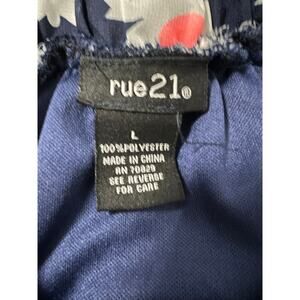 rue21®
L
100%POLYESTER
MADE IN CHINA
RN 70829
SEE REVERSE
FOR CARE